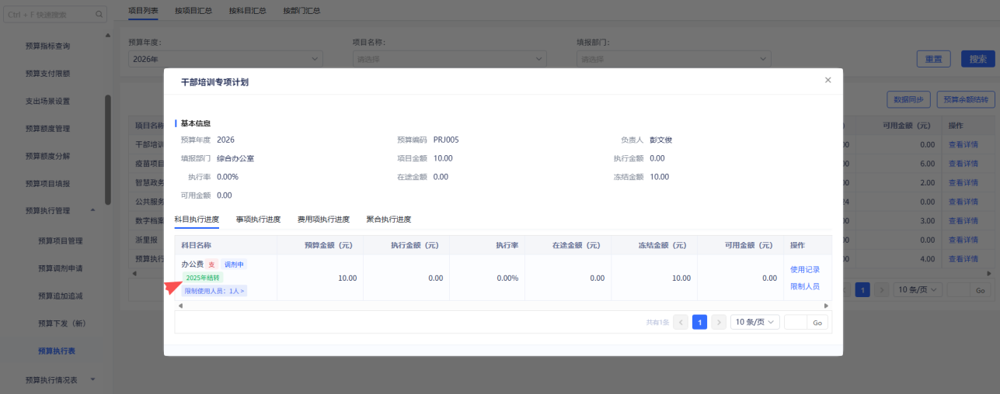 Ctrl + F 快速搜索
预算指标查询
预算支付限额
支出场景设置
预算额度管理
预算额度分解
预算项目填报
预算执行管理
预算项目管理
预算调剂申请
预算追加追减
预算下发（新）
预算执行表
预算执行情况表
项目列表 按项目汇总 按科目汇总 按部门汇总
预算年度： 项目名称： 填报部门：
2026年 请选择 请选择 重置 搜索
数据同步 预算余额结转
项目名称 可用金额（元） 操作
干部培训 0.00 查看详情
疫苗项目 6.00 查看详情
智慧政务 2.00 查看详情
公共服务 0.00 查看详情
数字档案 3.00 查看详情
浙里报 0.00 查看详情
预算执行 4.00 查看详情
1 10 条/页 Go
干部培训专项计划 ×
基本信息
预算年度 2026 预算编码 PRJ005 负责人 彭文俊
填报部门 综合办公室 项目金额 10.00 执行金额 0.00
执行率 0.00% 在途金额 0.00 冻结金额 10.00
可用金额 0.00
科目执行进度 事项执行进度 费用项执行进度 聚合执行进度
科目名称 预算金额（元） 执行金额（元） 执行率 在途金额（元） 冻结金额（元） 可用金额（元） 操作
办公费 支 调剂中
2025年结转
限制使用人员：1人 >
10.00 0.00 0.00% 0.00 10.00 0.00
使用记录
限制人员
共有1条 < 1 > 10 条/页 Go